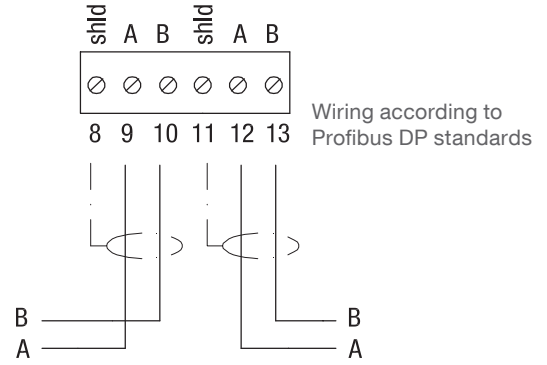 shld A B shld A B
8 9 10 11 12 13
Wiring according to
Profibus DP standards
B B
A A